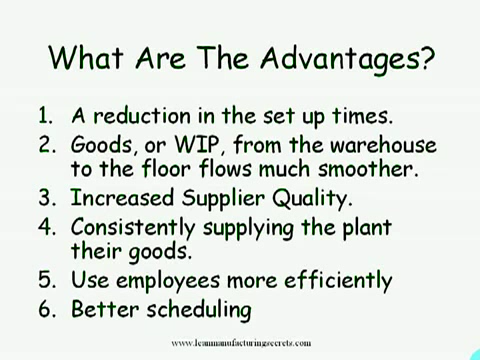 What Are The Advantages?
1. A reduction in the set up times.
2. Goods, or WIP, from the warehouse
to the floor flows much smoother.
3. Increased Supplier Quality.
4. Consistently supplying the plant
their goods.
5. Use employees more efficiently
6. Better scheduling
www.leanmanufacturingsecrets.com